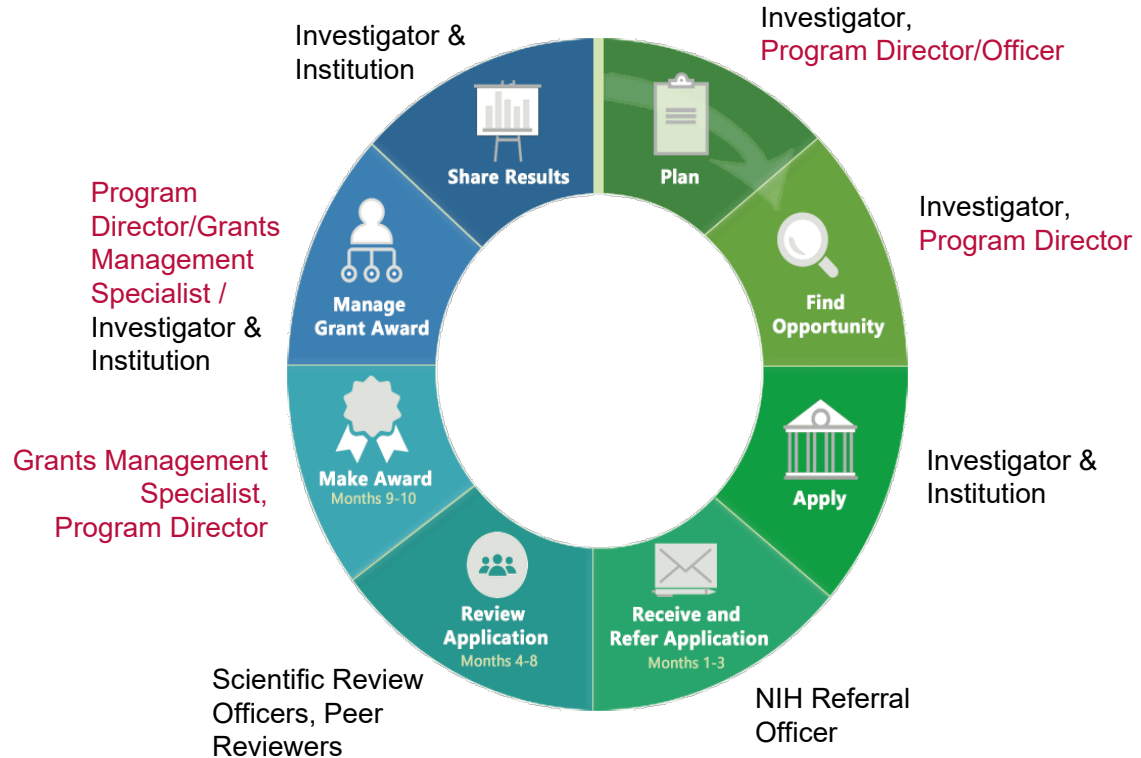 Investigator,
Program Director/Officer
Plan
Investigator,
Program Director
Find
Opportunity
Investigator &
Institution
Apply
NIH Referral
Officer
Receive and
Refer Application
Months 1-3
Scientific Review
Officers, Peer
Reviewers
Review
Application
Months 4-8
Grants Management
Specialist,
Program Director
Make Award
Months 9-10
Program
Director/Grants
Management
Specialist /
Investigator &
Institution
Manage
Grant Award
Investigator &
Institution
Share Results